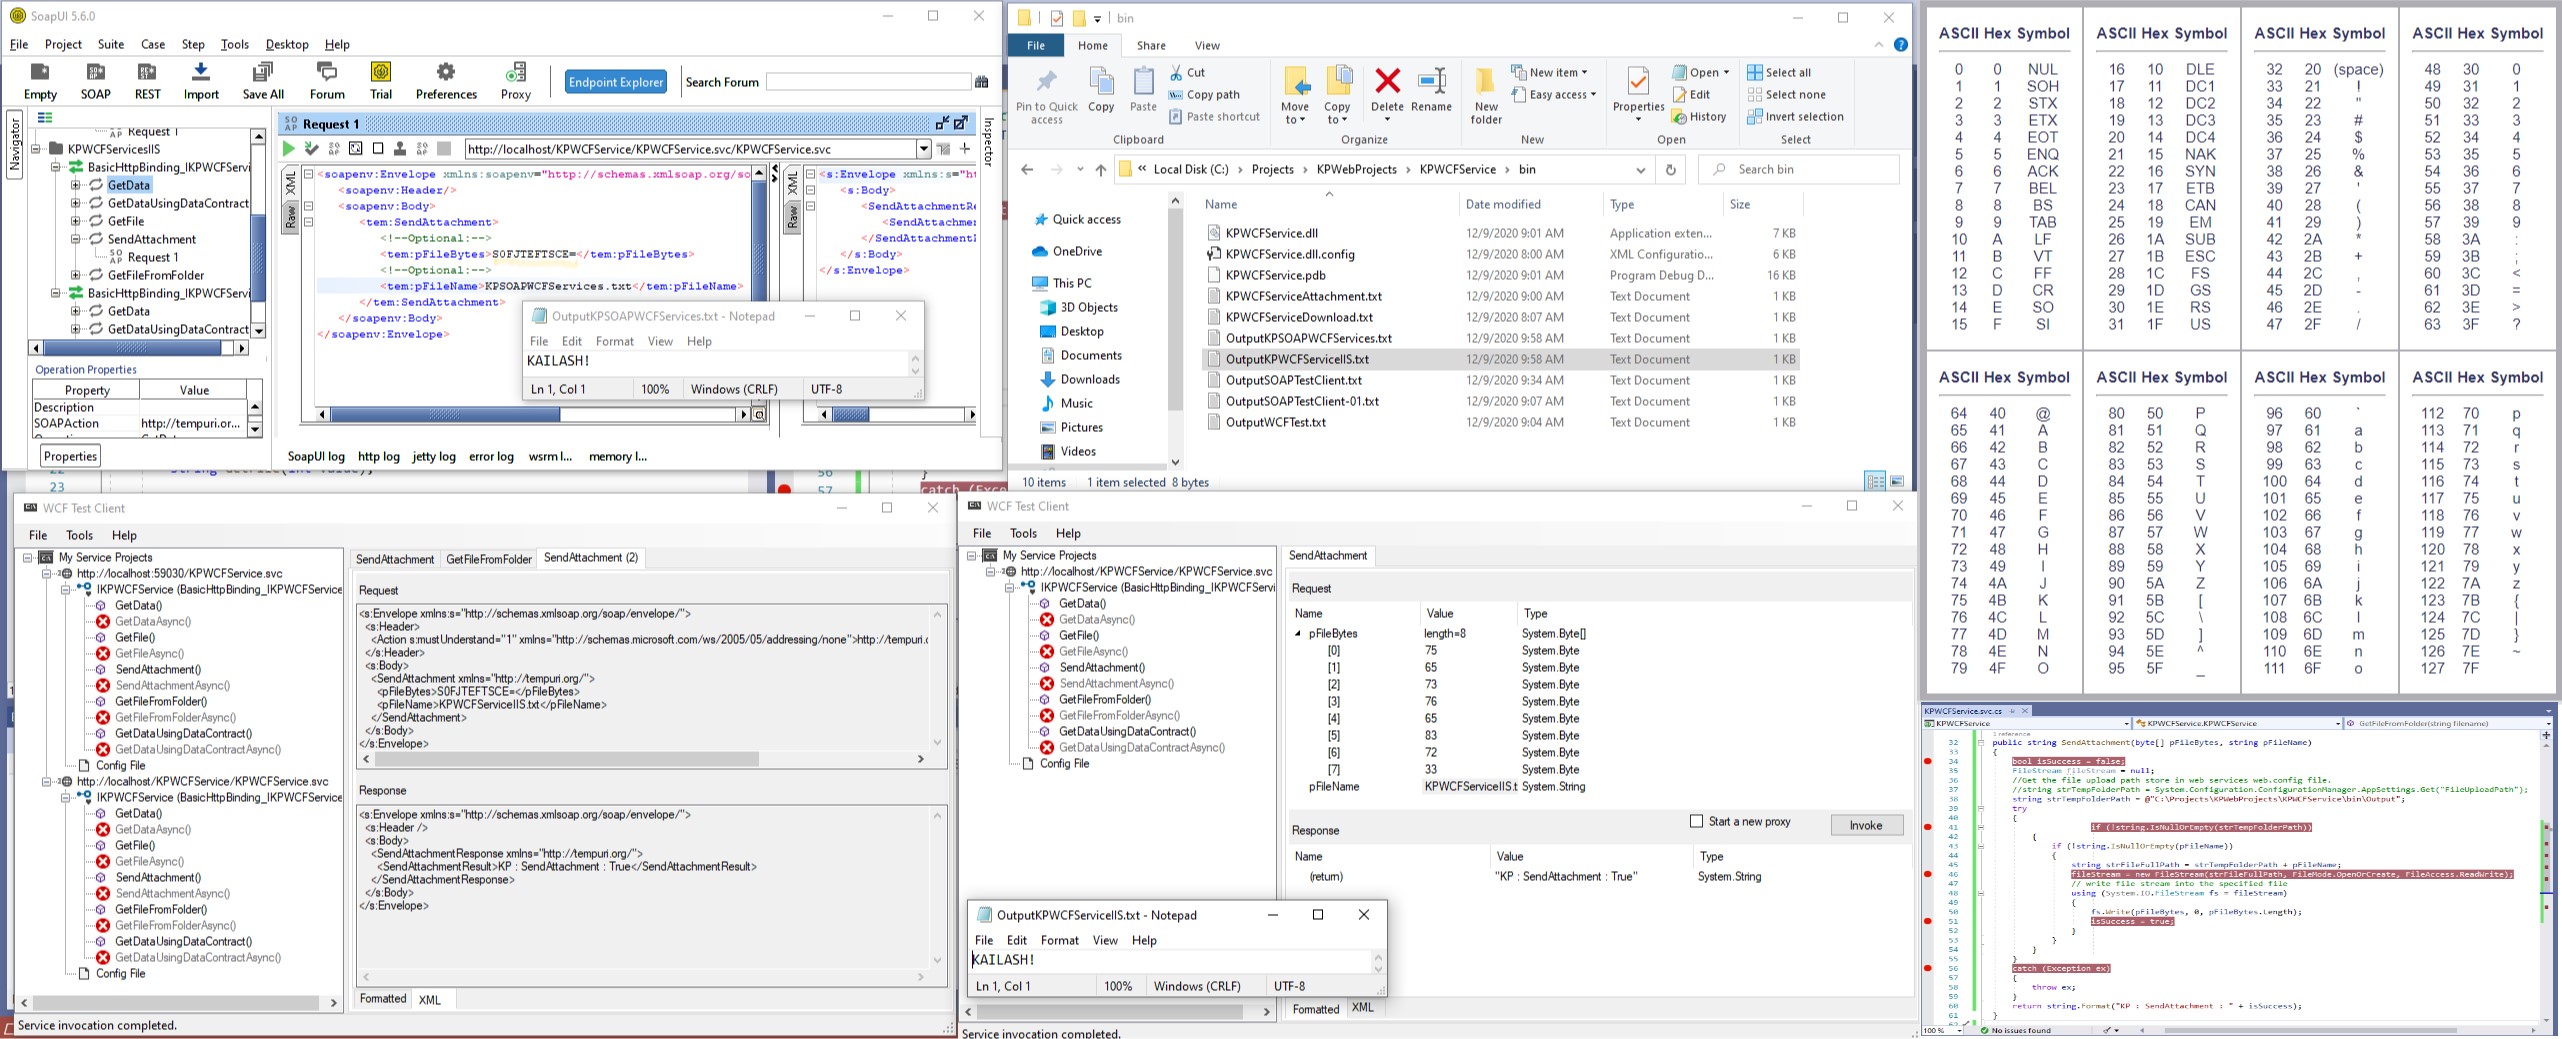 SoapUI 5.6.0
File Project Suite Case Step Tools Desktop Help
Empty SOAP REST Import Save All Forum Trial Preferences Proxy
Endpoint Explorer Search Forum
Navigator
Request 1
KPWCFServicesIIS
BasicHttpBinding_IKPWCFServi
GetData
GetDataUsingDataContract
GetFile
SendAttachment
Request 1
GetFileFromFolder
BasicHttpBinding_IKPWCFServi
GetData
GetDataUsingDataContract
Operation Properties
Property Value
Description
SOAPAction http://tempuri.or...
Properties
Request 1
http://localhost/KPWCFService/KPWCFService.svc/KPWCFService.svc
Inspector
XML
Raw
<soapenv:Envelope xmlns:soapenv="http://schemas.xmlsoap.org/so
<soapenv:Header/>
<soapenv:Body>
<tem:SendAttachment>
<!--Optional:-->
<tem:pFileBytes>S0FJTEFTSCE=</tem:pFileBytes>
<!--Optional:-->
<tem:pFileName>KPSOAPWCFServices.txt</tem:pFileName>
</tem:SendAttachment>
</soapenv:Body>
</soapenv:Envelope>
XML
Raw
<s:Envelope xmlns:s="ht
<s:Body>
<SendAttachmentRe
<SendAttachme
</SendAttachment
</s:Body>
</s:Envelope>
OutputKPSOAPWCFServices.txt - Notepad
File Edit Format View Help
KAILASH!
Ln 1, Col 1 100% Windows (CRLF) UTF-8
SoapUI log http log jetty log error log wsrm l... memory l...
23
57 catch (Exce
bin
File Home Share View
Pin to Quick access
Copy
Paste
Cut
Copy path
Paste shortcut
Clipboard
Move to
Copy to
Delete
Rename
Organize
New folder
New item
Easy access
New
Properties
Open
Edit
History
Open
Select all
Select none
Invert selection
Select
« Local Disk (C:) › Projects › KPWebProjects › KPWCFService › bin
Search bin
Quick access
OneDrive
This PC
3D Objects
Desktop
Documents
Downloads
Music
Pictures
Videos
Name Date modified Type Size
KPWCFService.dll 12/9/2020 9:01 AM Application exten... 7 KB
KPWCFService.dll.config 12/9/2020 8:00 AM XML Configuratio... 6 KB
KPWCFService.pdb 12/9/2020 9:01 AM Program Debug D... 16 KB
KPWCFServiceAttachment.txt 12/9/2020 9:00 AM Text Document 1 KB
KPWCFServiceDownload.txt 12/9/2020 8:07 AM Text Document 1 KB
OutputKPSOAPWCFServices.txt 12/9/2020 9:58 AM Text Document 1 KB
OutputKPWCFServiceIIS.txt 12/9/2020 9:58 AM Text Document 1 KB
OutputSOAPTestClient.txt 12/9/2020 9:34 AM Text Document 1 KB
OutputSOAPTestClient-01.txt 12/9/2020 9:07 AM Text Document 1 KB
OutputWCFTest.txt 12/9/2020 9:04 AM Text Document 1 KB
10 items 1 item selected 8 bytes
ASCII Hex Symbol ASCII Hex Symbol ASCII Hex Symbol ASCII Hex Symbol
0 0 NUL 16 10 DLE 32 20 (space) 48 30 0
1 1 SOH 17 11 DC1 33 21 ! 49 31 1
2 2 STX 18 12 DC2 34 22 " 50 32 2
3 3 ETX 19 13 DC3 35 23 # 51 33 3
4 4 EOT 20 14 DC4 36 24 $ 52 34 4
5 5 ENQ 21 15 NAK 37 25 % 53 35 5
6 6 ACK 22 16 SYN 38 26 & 54 36 6
7 7 BEL 23 17 ETB 39 27 ' 55 37 7
8 8 BS 24 18 CAN 40 28 ( 56 38 8
9 9 TAB 25 19 EM 41 29 ) 57 39 9
10 A LF 26 1A SUB 42 2A * 58 3A :
11 B VT 27 1B ESC 43 2B + 59 3B ;
12 C FF 28 1C FS 44 2C , 60 3C <
13 D CR 29 1D GS 45 2D - 61 3D =
14 E SO 30 1E RS 46 2E . 62 3E >
15 F SI 31 1F US 47 2F / 63 3F ?
ASCII Hex Symbol ASCII Hex Symbol ASCII Hex Symbol ASCII Hex Symbol
64 40 @ 80 50 P 96 60 ` 112 70 p
65 41 A 81 51 Q 97 61 a 113 71 q
66 42 B 82 52 R 98 62 b 114 72 r
67 43 C 83 53 S 99 63 c 115 73 s
68 44 D 84 54 T 100 64 d 116 74 t
69 45 E 85 55 U 101 65 e 117 75 u
70 46 F 86 56 V 102 66 f 118 76 v
71 47 G 87 57 W 103 67 g 119 77 w
72 48 H 88 58 X 104 68 h 120 78 x
73 49 I 89 59 Y 105 69 i 121 79 y
74 4A J 90 5A Z 106 6A j 122 7A z
75 4B K 91 5B [ 107 6B k 123 7B {
76 4C L 92 5C \ 108 6C l 124 7C |
77 4D M 93 5D ] 109 6D m 125 7D }
78 4E N 94 5E ^ 110 6E n 126 7E ~
79 4F O 95 5F _ 111 6F o 127 7F
WCF Test Client
File Tools Help
My Service Projects
http://localhost:59030/KPWCFService.svc
IKPWCFService (BasicHttpBinding_IKPWCFService
GetData()
GetDataAsync()
GetFile()
GetFileAsync()
SendAttachment()
SendAttachmentAsync()
GetFileFromFolder()
GetFileFromFolderAsync()
GetDataUsingDataContract()
GetDataUsingDataContractAsync()
Config File
http://localhost/KPWCFService/KPWCFService.svc
IKPWCFService (BasicHttpBinding_IKPWCFService
GetData()
GetDataAsync()
GetFile()
GetFileAsync()
SendAttachment()
SendAttachmentAsync()
GetFileFromFolder()
GetFileFromFolderAsync()
GetDataUsingDataContract()
GetDataUsingDataContractAsync()
Config File
SendAttachment GetFileFromFolder SendAttachment (2)
Request
<s:Envelope xmlns:s="http://schemas.xmlsoap.org/soap/envelope/">
<s:Header>
<Action s:mustUnderstand="1" xmlns="http://schemas.microsoft.com/ws/2005/05/addressing/none">http://tempuri.c
</s:Header>
<s:Body>
<SendAttachment xmlns="http://tempuri.org/">
<pFileBytes>S0FJTEFTSCE=</pFileBytes>
<pFileName>KPWCFServiceIIS.txt</pFileName>
</SendAttachment>
</s:Body>
</s:Envelope>
Response
<s:Envelope xmlns:s="http://schemas.xmlsoap.org/soap/envelope/">
<s:Header />
<s:Body>
<SendAttachmentResponse xmlns="http://tempuri.org/">
<SendAttachmentResult>KP : SendAttachment : True</SendAttachmentResult>
</SendAttachmentResponse>
</s:Body>
</s:Envelope>
Formatted XML
Service invocation completed.
WCF Test Client
File Tools Help
My Service Projects
http://localhost/KPWCFService/KPWCFService.svc
IKPWCFService (BasicHttpBinding_IKPWCFServi
GetData()
GetDataAsync()
GetFile()
GetFileAsync()
SendAttachment()
SendAttachmentAsync()
GetFileFromFolder()
GetFileFromFolderAsync()
GetDataUsingDataContract()
GetDataUsingDataContractAsync()
Config File
SendAttachment
Request
Name Value Type
pFileBytes length=8 System.Byte[]
[0] 75 System.Byte
[1] 65 System.Byte
[2] 73 System.Byte
[3] 76 System.Byte
[4] 65 System.Byte
[5] 83 System.Byte
[6] 72 System.Byte
[7] 33 System.Byte
pFileName KPWCFServiceIIS.t System.String
Response
Start a new proxy Invoke
Name Value Type
(return) "KP : SendAttachment : True" System.String
OutputKPWCFServiceIIS.txt - Notepad
File Edit Format View Help
KAILASH!
Ln 1, Col 1 100% Windows (CRLF) UTF-8
Formatted XML
Service invocation completed.
KPWCFService.svc.cs
KPWCFService KPWCFService.KPWCFService GetFileFromFolder(string filename)
1 reference
32 public string SendAttachment(byte[] pFileBytes, string pFileName)
33 {
34 bool isSuccess = false;
35 FileStream fileStream = null;
36 //Get the file upload path store in web services web.config file.
37 //string strTempFolderPath = System.Configuration.ConfigurationManager.AppSettings.Get("FileUploadPath");
38 string strTempFolderPath = @"C:\Projects\KPWebProjects\KPWCFService\bin\Output";
39 try
40 {
41 if (!string.IsNullOrEmpty(strTempFolderPath))
42 {
43 if (!string.IsNullOrEmpty(pFileName))
44 {
45 string strFileFullPath = strTempFolderPath + pFileName;
46 fileStream = new FileStream(strFileFullPath, FileMode.OpenOrCreate, FileAccess.ReadWrite);
47 // write file stream into the specified file
48 using (System.IO.FileStream fs = fileStream)
49 {
50 fs.Write(pFileBytes, 0, pFileBytes.Length);
51 isSuccess = true;
52 }
53 }
54 }
55 }
56 catch (Exception ex)
57 {
58 throw ex;
59 }
60 return string.Format("KP : SendAttachment : " + isSuccess);
61 }
100 % No issues found